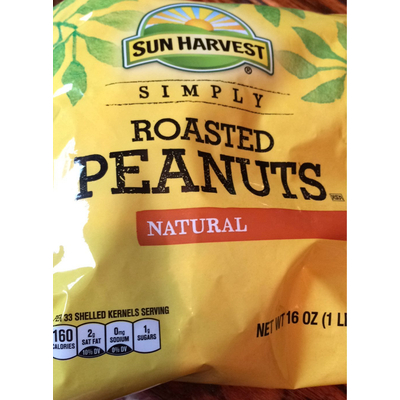 SUN HARVEST
®
SIMPLY
ROASTED
PEANUTS
NATURAL
33 SHELLED KERNELS SERVING
160 CALORIES
2g SAT FAT 10% DV
0mg SODIUM 0% DV
1g SUGARS
NET WT 16 OZ (1 L